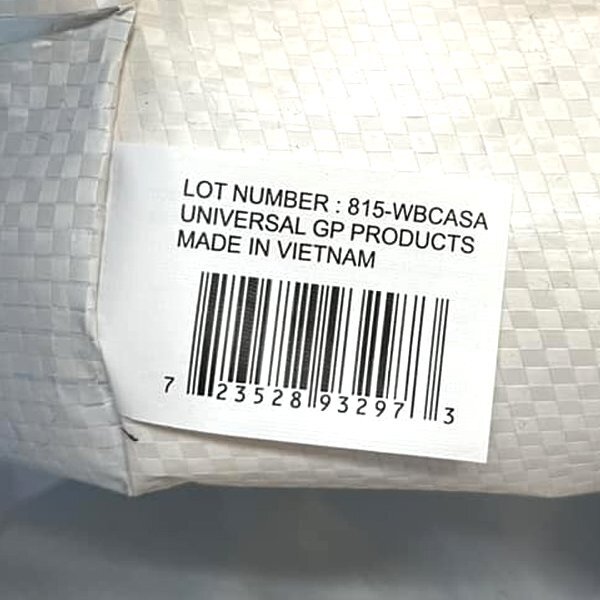 LOT NUMBER : 815-WBCASA
UNIVERSAL GP PRODUCTS
MADE IN VIETNAM
7 23528 93297 3